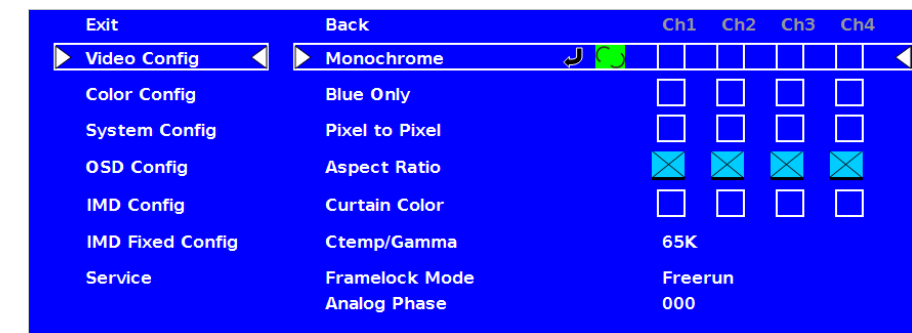 Exit Back Ch1 Ch2 Ch3 Ch4
Video Config Monochrome
Color Config Blue Only
System Config Pixel to Pixel
OSD Config Aspect Ratio
IMD Config Curtain Color
IMD Fixed Config Ctemp/Gamma 65K
Service Framelock Mode Freerun
Analog Phase 000